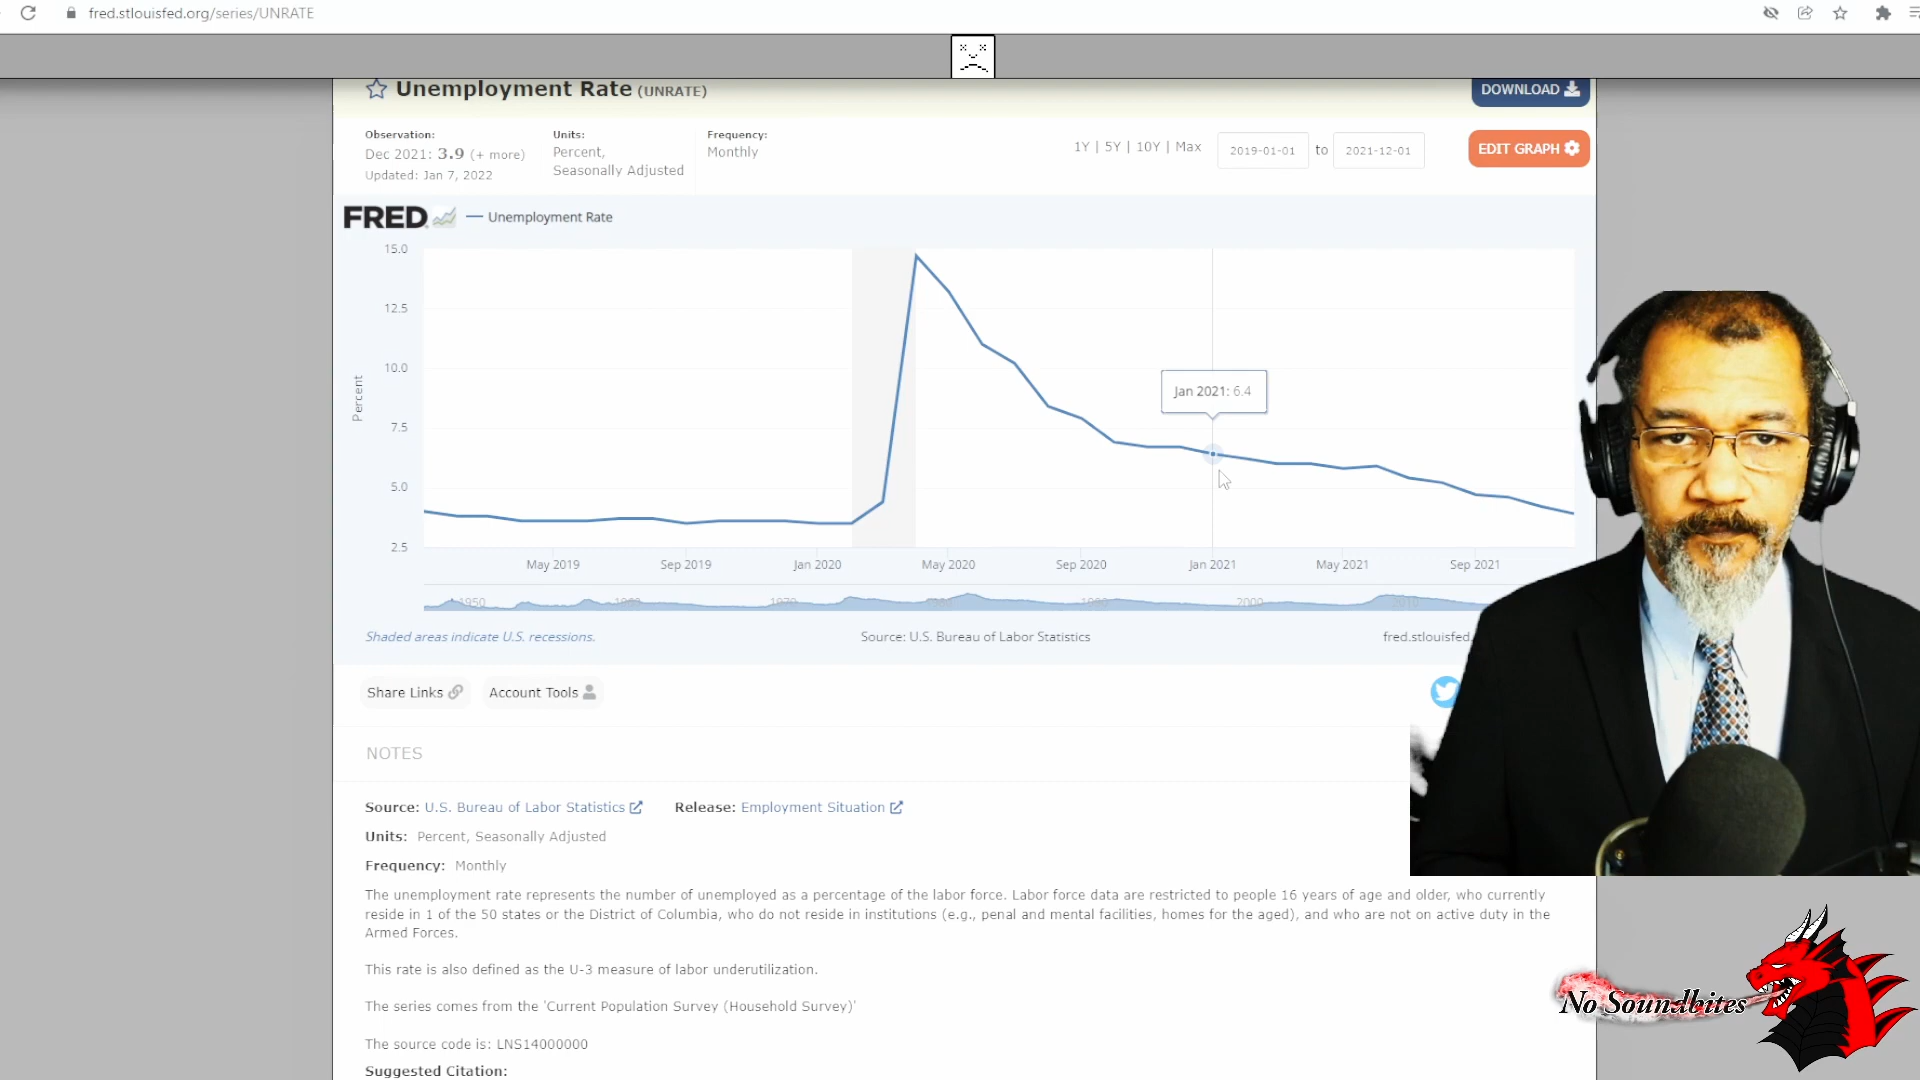 fred.stlouisfed.org/series/UNRATE
Unemployment Rate (UNRATE)
DOWNLOAD
Observation:
Dec 2021: 3.9 (+ more)
Updated: Jan 7, 2022
Units:
Percent,
Seasonally Adjusted
Frequency:
Monthly
1Y | 5Y | 10Y | Max
2019-01-01 to 2021-12-01
EDIT GRAPH
FRED
Unemployment Rate
15.0
12.5
10.0
7.5
5.0
2.5
Percent
Jan 2021: 6.4
May 2019
Sep 2019
Jan 2020
May 2020
Sep 2020
Jan 2021
May 2021
Sep 2021
1950
1960
1970
1980
1990
2000
2010
Shaded areas indicate U.S. recessions.
Source: U.S. Bureau of Labor Statistics
fred.stlouisfed.
Share Links
Account Tools
NOTES
Source: U.S. Bureau of Labor Statistics
Release: Employment Situation
Units: Percent, Seasonally Adjusted
Frequency: Monthly
The unemployment rate represents the number of unemployed as a percentage of the labor force. Labor force data are restricted to people 16 years of age and older, who currently
reside in 1 of the 50 states or the District of Columbia, who do not reside in institutions (e.g., penal and mental facilities, homes for the aged), and who are not on active duty in the
Armed Forces.
This rate is also defined as the U-3 measure of labor underutilization.
The series comes from the 'Current Population Survey (Household Survey)'
The source code is: LNS14000000
Suggested Citation:
No Soundbites